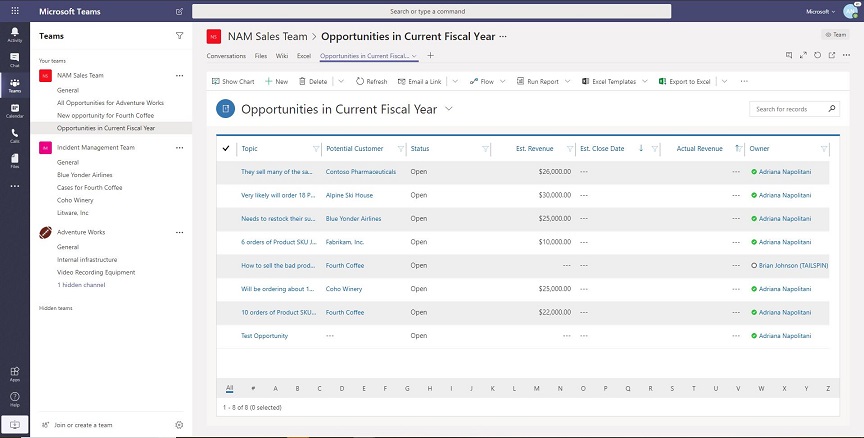 Microsoft Teams
Search or type a command
Microsoft
Activity
Chat
Teams
Calendar
Calls
Files
Apps
Help
Teams
Your teams
NS NAM Sales Team
General
All Opportunities for Adventure Works
New opportunity for Fourth Coffee
Opportunities in Current Fiscal Year
IM Incident Management Team
General
Blue Yonder Airlines
Cases for Fourth Coffee
Coho Winery
Litware, Inc
Adventure Works
General
Internal infrastructure
Video Recording Equipment
1 hidden channel
Hidden teams
Join or create a team
NS NAM Sales Team > Opportunities in Current Fiscal Year ...
Team
Conversations Files Wiki Excel Opportunities in Current Fiscal...
Show Chart New Delete Refresh Email a Link Flow Run Report Excel Templates Export to Excel
Opportunities in Current Fiscal Year
Search for records
Topic Potential Customer Status Est. Revenue Est. Close Date Actual Revenue Owner
They sell many of the sa... Contoso Pharmaceuticals Open $26,000.00 --- --- Adriana Napolitani
Very likely will order 18 P... Alpine Ski House Open $30,000.00 --- --- Adriana Napolitani
Needs to restock their su... Blue Yonder Airlines Open $25,000.00 --- --- Adriana Napolitani
6 orders of Product SKU J... Fabrikam, Inc. Open $10,000.00 --- --- Adriana Napolitani
How to sell the bad prod... Fourth Coffee Open --- --- --- Brian Johnson (TAILSPIN)
Will be ordering about 1... Coho Winery Open $25,000.00 --- --- Adriana Napolitani
10 orders of Product SKU... Fourth Coffee Open $22,000.00 --- --- Adriana Napolitani
Test Opportunity --- Open --- --- --- Adriana Napolitani
All # A B C D E F G H I J K L M N O P Q R S T U V W X Y Z
1 - 8 of 8 (0 selected)